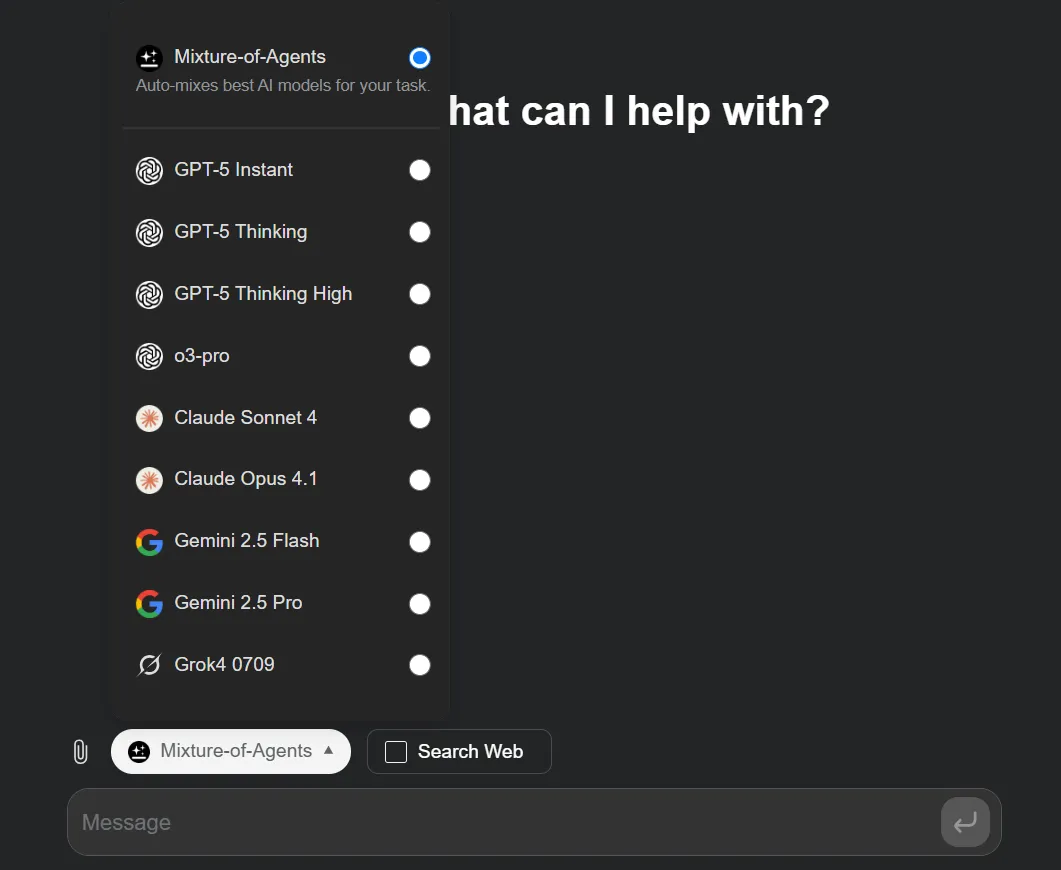 Mixture-of-Agents
Auto-mixes best AI models for your task.
hat can I help with?
GPT-5 Instant
GPT-5 Thinking
GPT-5 Thinking High
o3-pro
Claude Sonnet 4
Claude Opus 4.1
Gemini 2.5 Flash
Gemini 2.5 Pro
Grok4 0709
Mixture-of-Agents
Search Web
Message